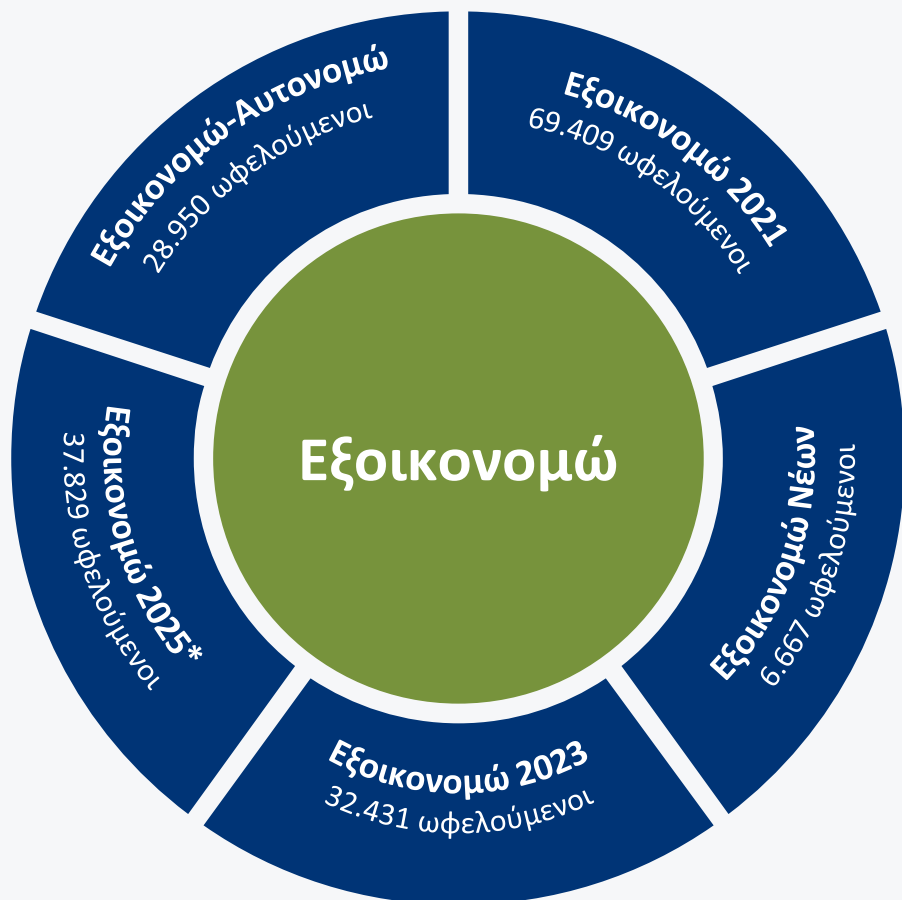 Εξοικονομώ
Εξοικονομώ-Αυτονομώ
28.950 ωφελούμενοι
Εξοικονομώ 2021
69.409 ωφελούμενοι
Εξοικονομώ Νέων
6.667 ωφελούμενοι
Εξοικονομώ 2023
32.431 ωφελούμενοι
Εξοικονομώ 2025*
37.829 ωφελούμενοι